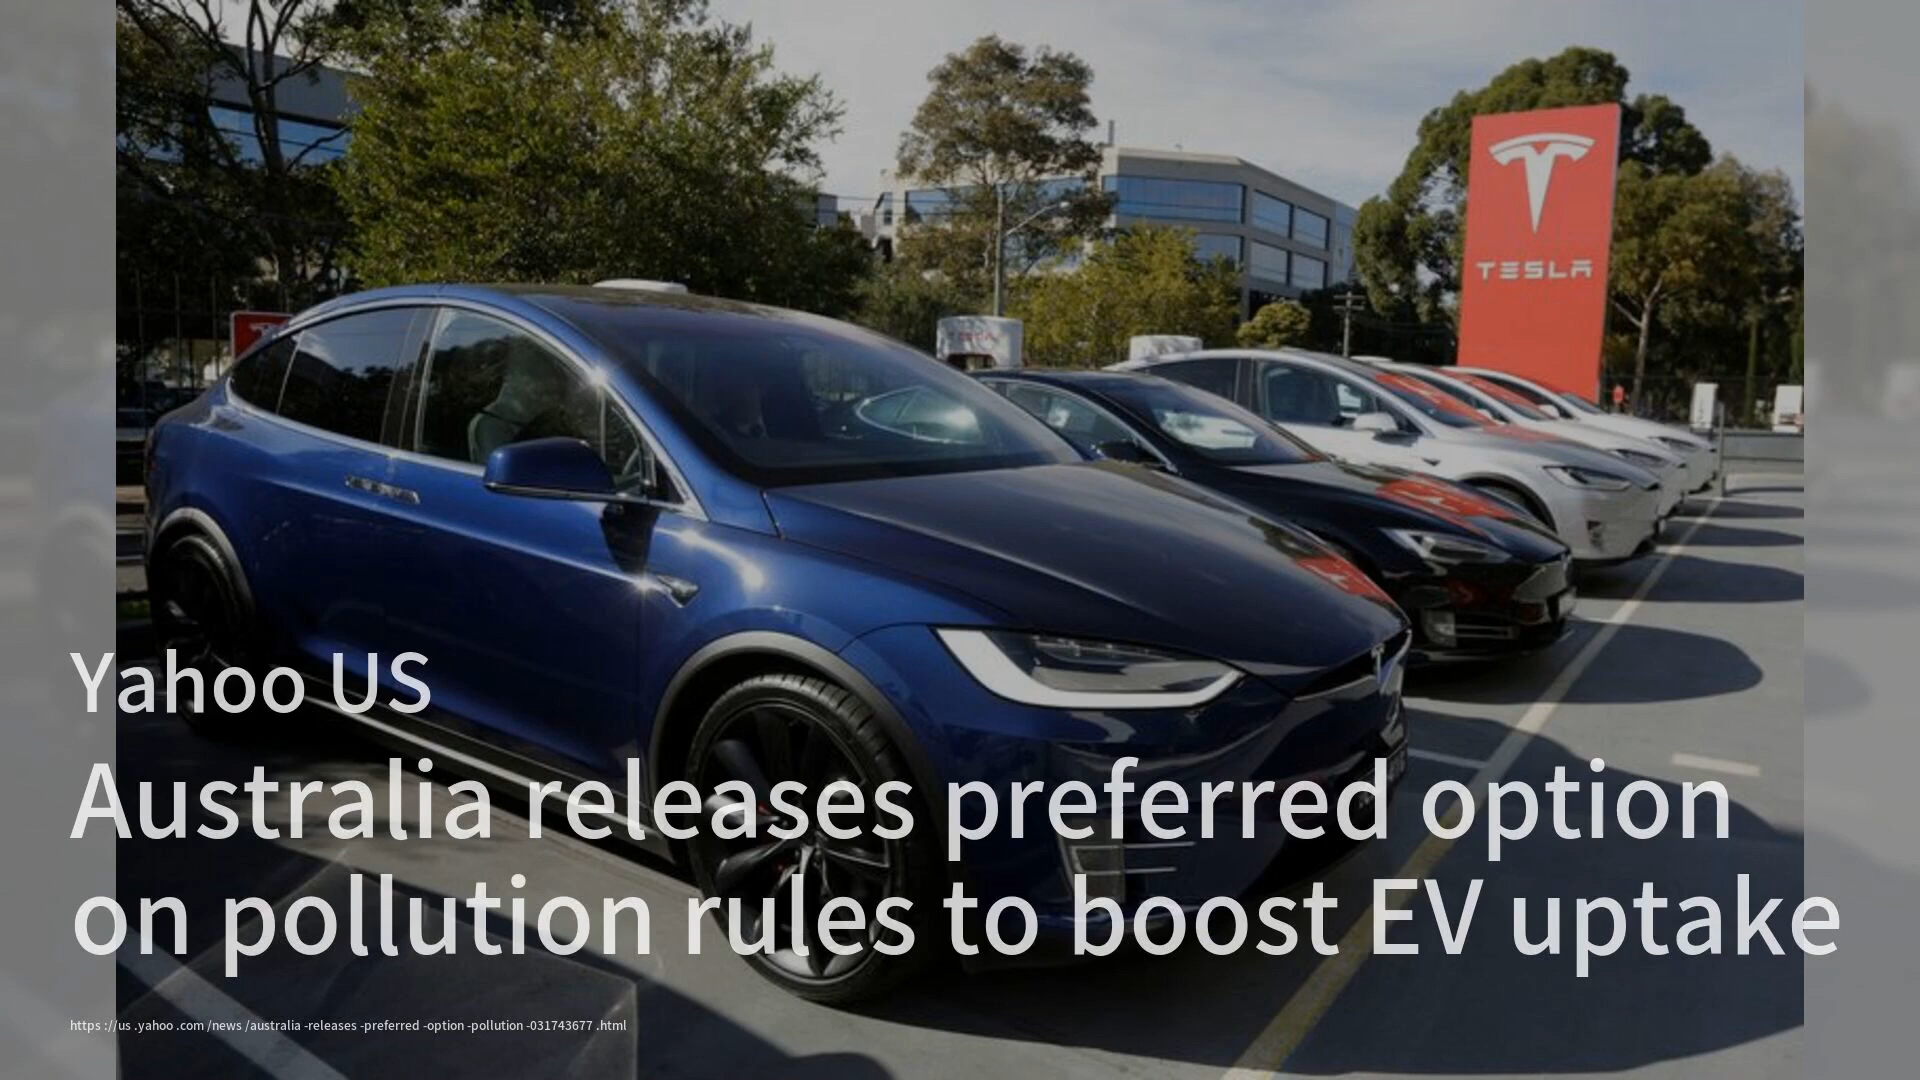 TESLA
Yahoo US
Australia releases preferred option
on pollution rules to boost EV uptake
https ://us .yahoo .com /news /australia -releases -preferred -option -pollution -031743677 .html